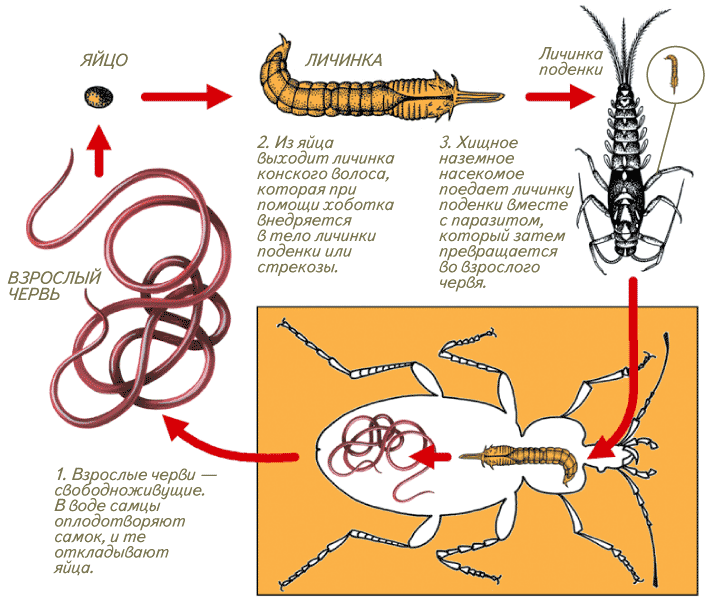 ЯЙЦО
ЛИЧИНКА
Личинка
поденки
2. Из яйца
выходит личинка
конского волоса,
которая при
помощи хоботка
внедряется
в тело личинки
поденки или
стрекозы.
3. Хищное
наземное
насекомое
поедает личинку
поденки вместе
с паразитом,
который затем
превращается
во взрослого
червя.
ВЗРОСЛЫЙ
ЧЕРВЬ
1. Взрослые черви —
свободноживущие.
В воде самцы
оплодотворяют
самок, и те
откладывают
яйца.